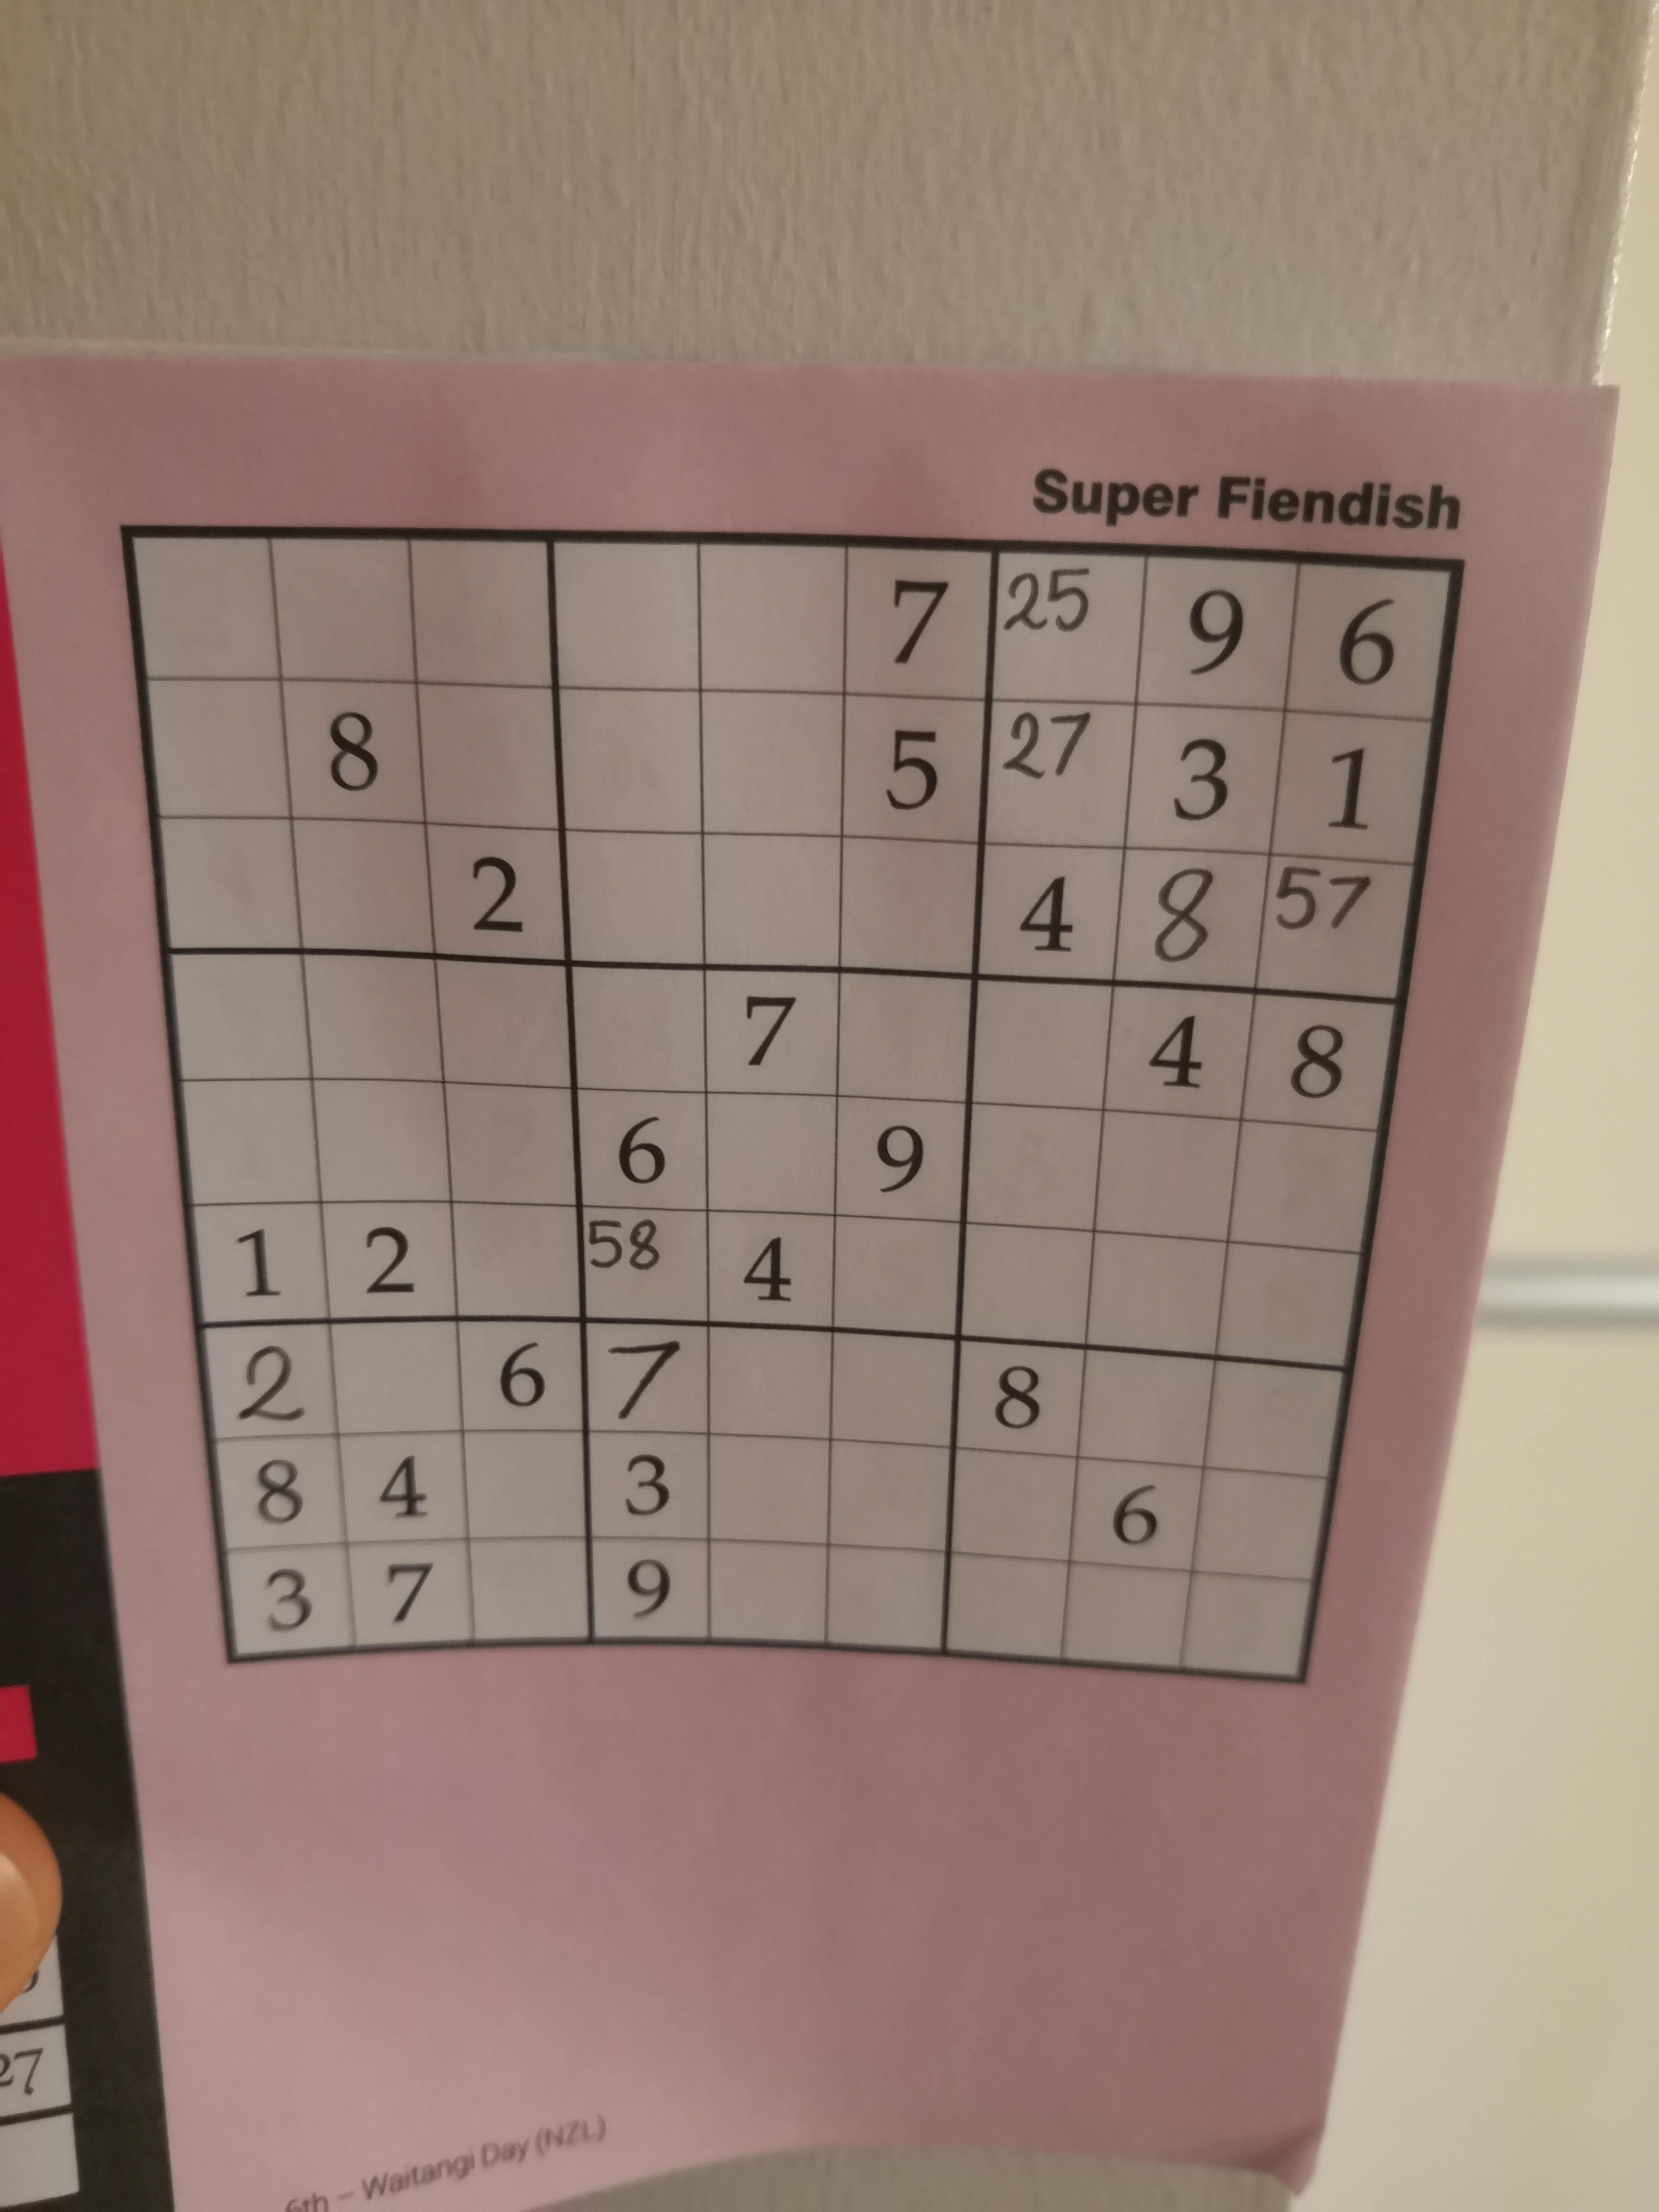 Super Fiendish
7 25 9 6
8 5 27 3 1
2 4 8 57
7 4 8
6 9
1 2 58 4
2 6 7 8
8 4 3 6
3 7 9
27
6th – Waitangi Day (NZL)